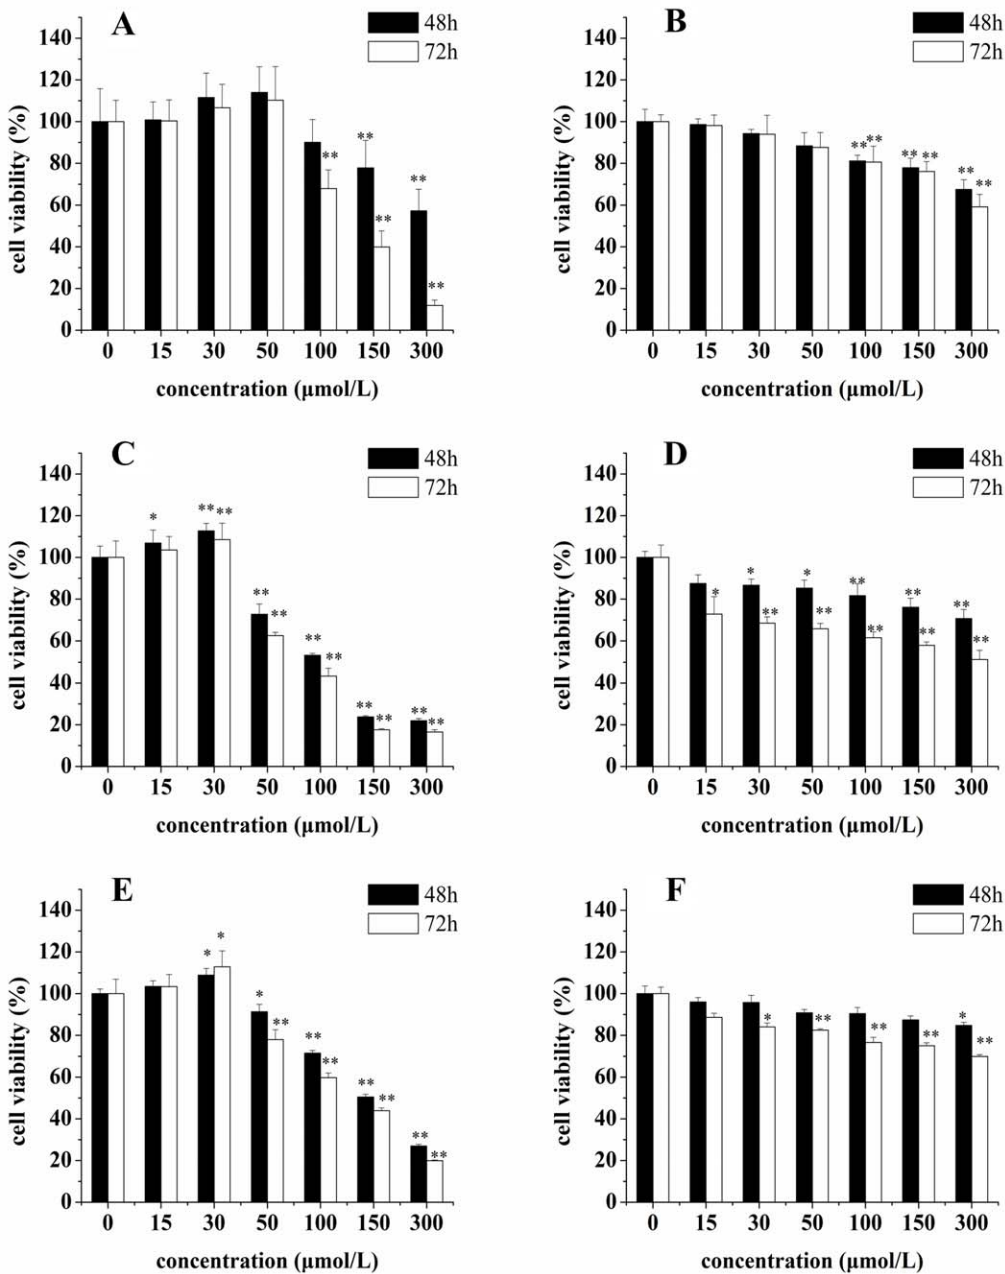 A
B
48h
72h
48h
72h
cell viability (%)
140
120
100
80
60
40
20
0
** ** ** ** **
0 15 30 50 100 150 300
concentration (μmol/L)
cell viability (%)
140
120
100
80
60
40
20
0
** ** ** ** ** **
0 15 30 50 100 150 300
concentration (μmol/L)
C
D
48h
72h
48h
72h
cell viability (%)
140
120
100
80
60
40
20
0
* ** ** ** ** ** ** ** ** ** **
0 15 30 50 100 150 300
concentration (μmol/L)
cell viability (%)
140
120
100
80
60
40
20
0
* * ** * ** ** ** ** ** ** **
0 15 30 50 100 150 300
concentration (μmol/L)
E
F
48h
72h
48h
72h
cell viability (%)
140
120
100
80
60
40
20
0
* * * ** ** ** ** ** ** **
0 15 30 50 100 150 300
concentration (μmol/L)
cell viability (%)
140
120
100
80
60
40
20
0
* ** ** ** * **
0 15 30 50 100 150 300
concentration (μmol/L)